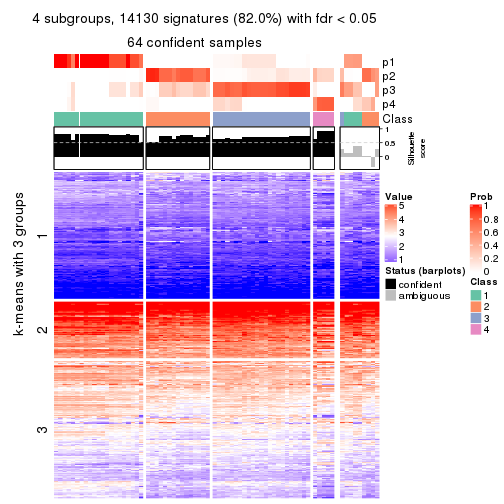 4 subgroups, 14130 signatures (82.0%) with fdr < 0.05
64 confident samples
p1
p2
p3
p4
Class
1
0.5
0
Silhouette
score
k-means with 3 groups
1
2
3
Value
5
4
3
2
1
Status (barplots)
confident
ambiguous
Prob
1
0.8
0.6
0.4
0.2
0
Class
1
2
3
4